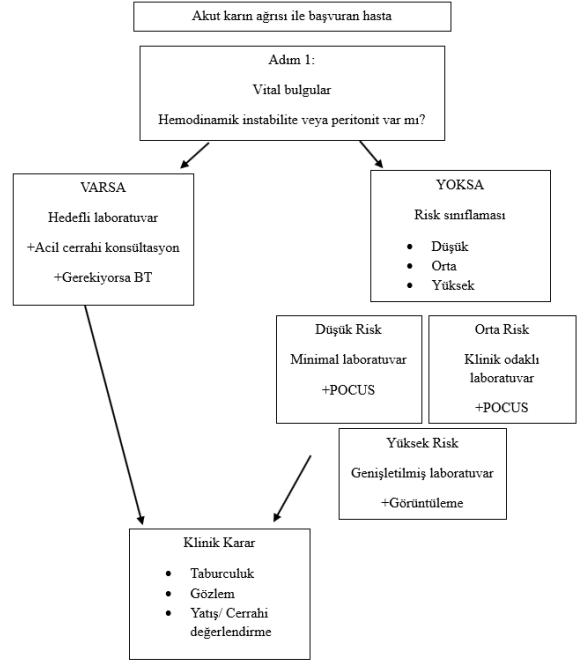 Akut karın ağrısı ile başvuran hasta
Adım 1:
Vital bulgular
Hemodinamik instabilite veya peritonit var mı?
VARSA
Hedefli laboratuvar
+Acil cerrahi konsültasyon
+Gerekiyorsa BT
YOKSA
Risk sınıflaması
• Düşük
• Orta
• Yüksek
Düşük Risk
Minimal laboratuvar
+POCUS
Orta Risk
Klinik odaklı
laboratuvar
+POCUS
Yüksek Risk
Genişletilmiş laboratuvar
+Görüntüleme
Klinik Karar
• Taburculuk
• Gözlem
• Yatış/ Cerrahi
değerlendirme